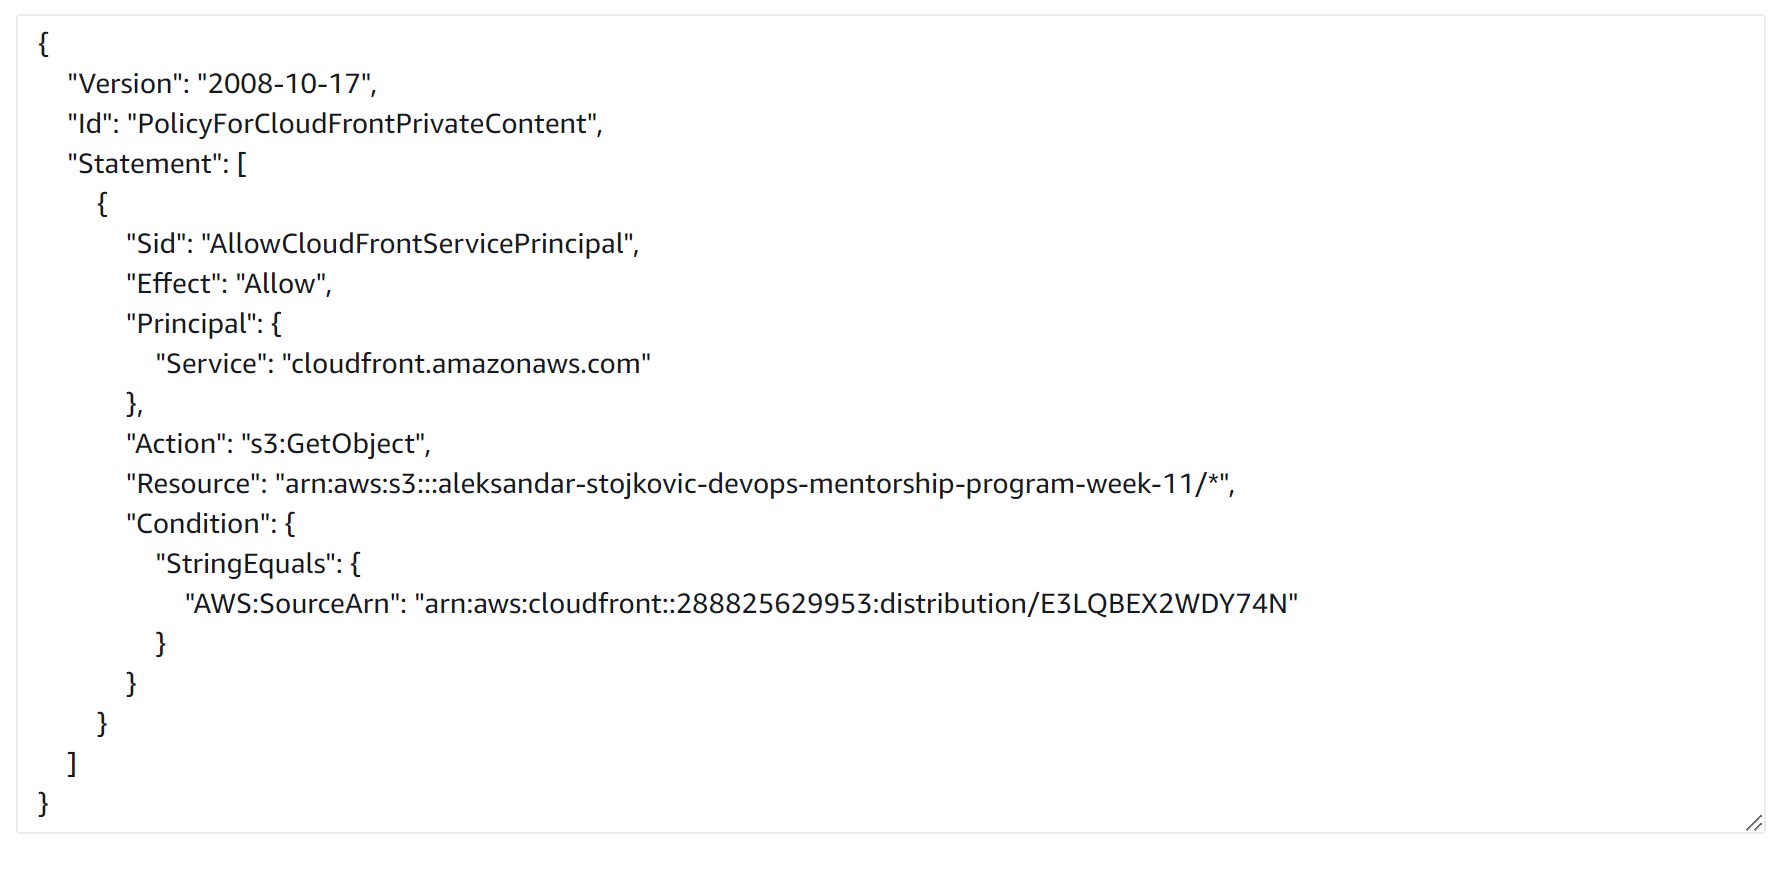 {
"Version": "2008-10-17",
"Id": "PolicyForCloudFrontPrivateContent",
"Statement": [
{
"Sid": "AllowCloudFrontServicePrincipal",
"Effect": "Allow",
"Principal": {
"Service": "cloudfront.amazonaws.com"
},
"Action": "s3:GetObject",
"Resource": "arn:aws:s3:::aleksandar-stojkovic-devops-mentorship-program-week-11/*",
"Condition": {
"StringEquals": {
"AWS:SourceArn": "arn:aws:cloudfront::288825629953:distribution/E3LQBEX2WDY74N"
}
}
}
]
}